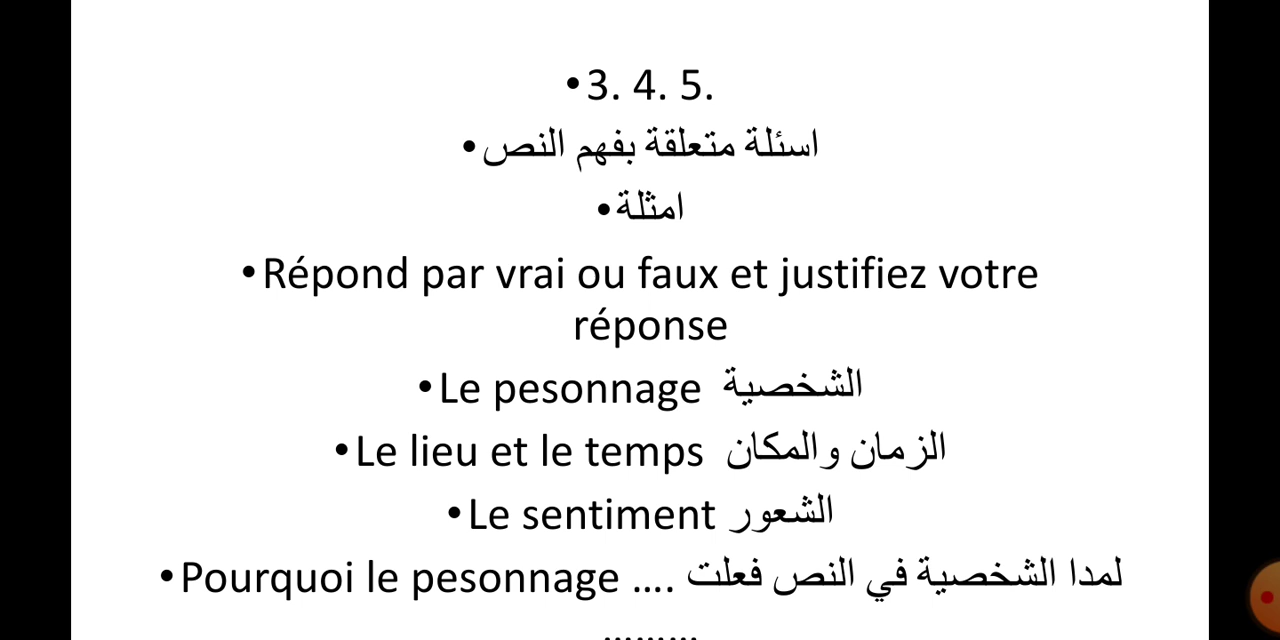 •3. 4. 5.
•اسئلة متعلقة بفهم النص
•امثلة
•Répond par vrai ou faux et justifiez votre
réponse
•Le pesonnage الشخصية
•Le lieu et le temps الزمان والمكان
•Le sentiment الشعور
•Pourquoi le pesonnage .... لمدا الشخصية في النص فعلت
.........